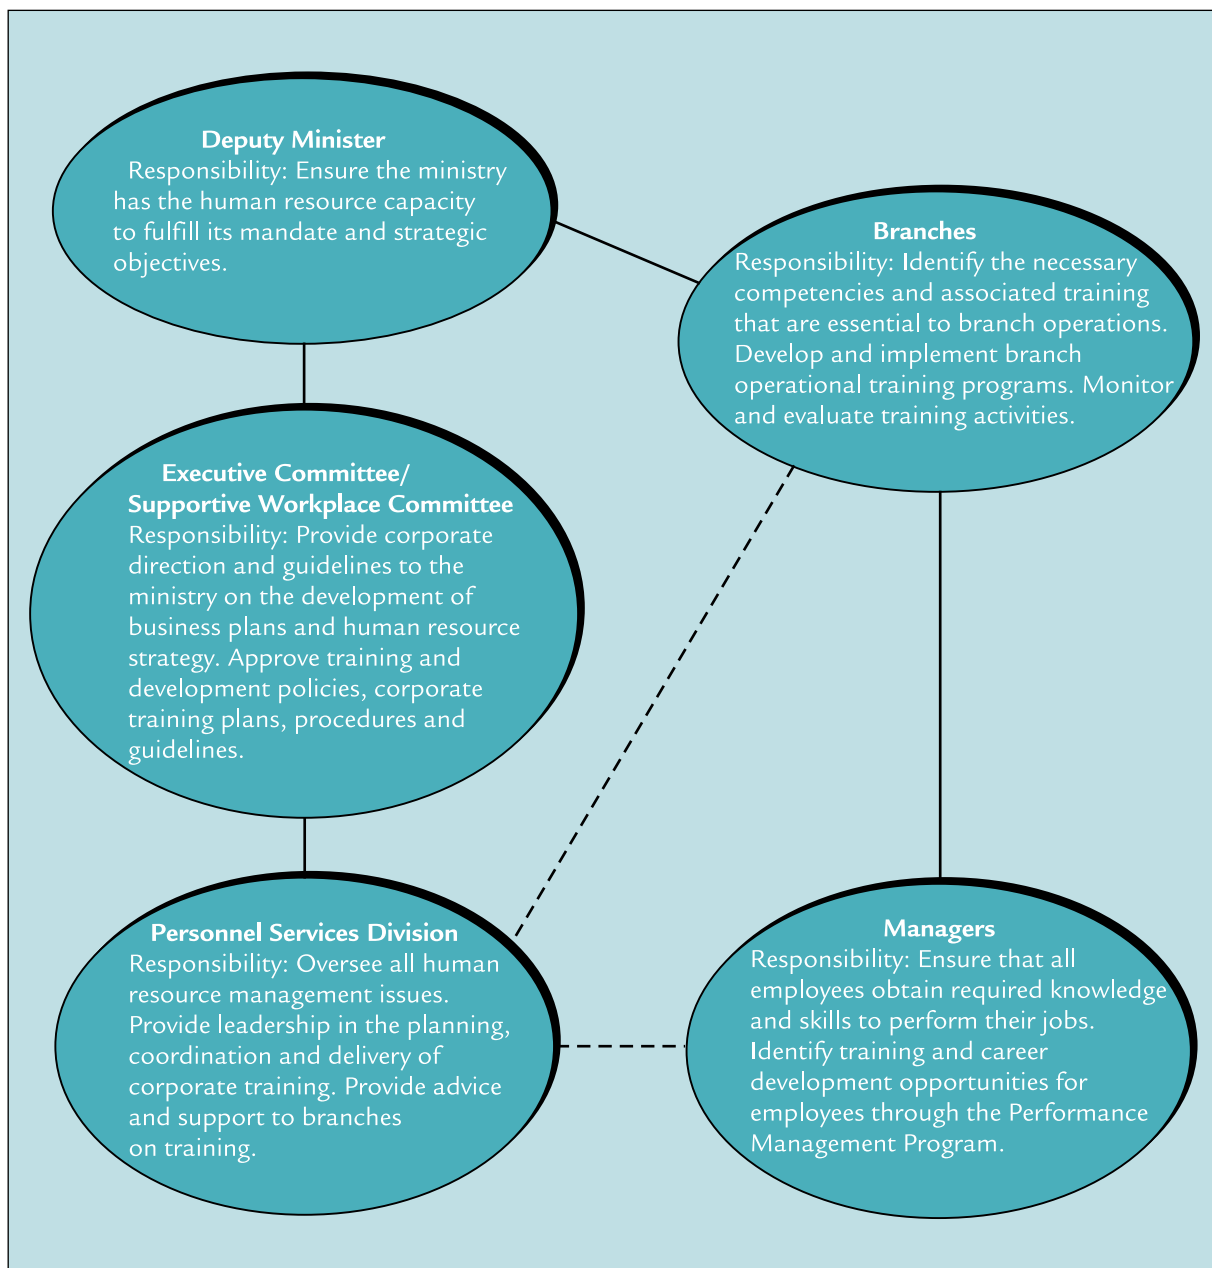 Deputy Minister
Responsibility: Ensure the ministry
has the human resource capacity
to fulfill its mandate and strategic
objectives.
Branches
Responsibility: Identify the necessary
competencies and associated training
that are essential to branch operations.
Develop and implement branch
operational training programs. Monitor
and evaluate training activities.
Executive Committee/
Supportive Workplace Committee
Responsibility: Provide corporate
direction and guidelines to the
ministry on the development of
business plans and human resource
strategy. Approve training and
development policies, corporate
training plans, procedures and
guidelines.
Personnel Services Division
Responsibility: Oversee all human
resource management issues.
Provide leadership in the planning,
coordination and delivery of
corporate training. Provide advice
and support to branches
on training.
Managers
Responsibility: Ensure that all
employees obtain required knowledge
and skills to perform their jobs.
Identify training and career
development opportunities for
employees through the Performance
Management Program.